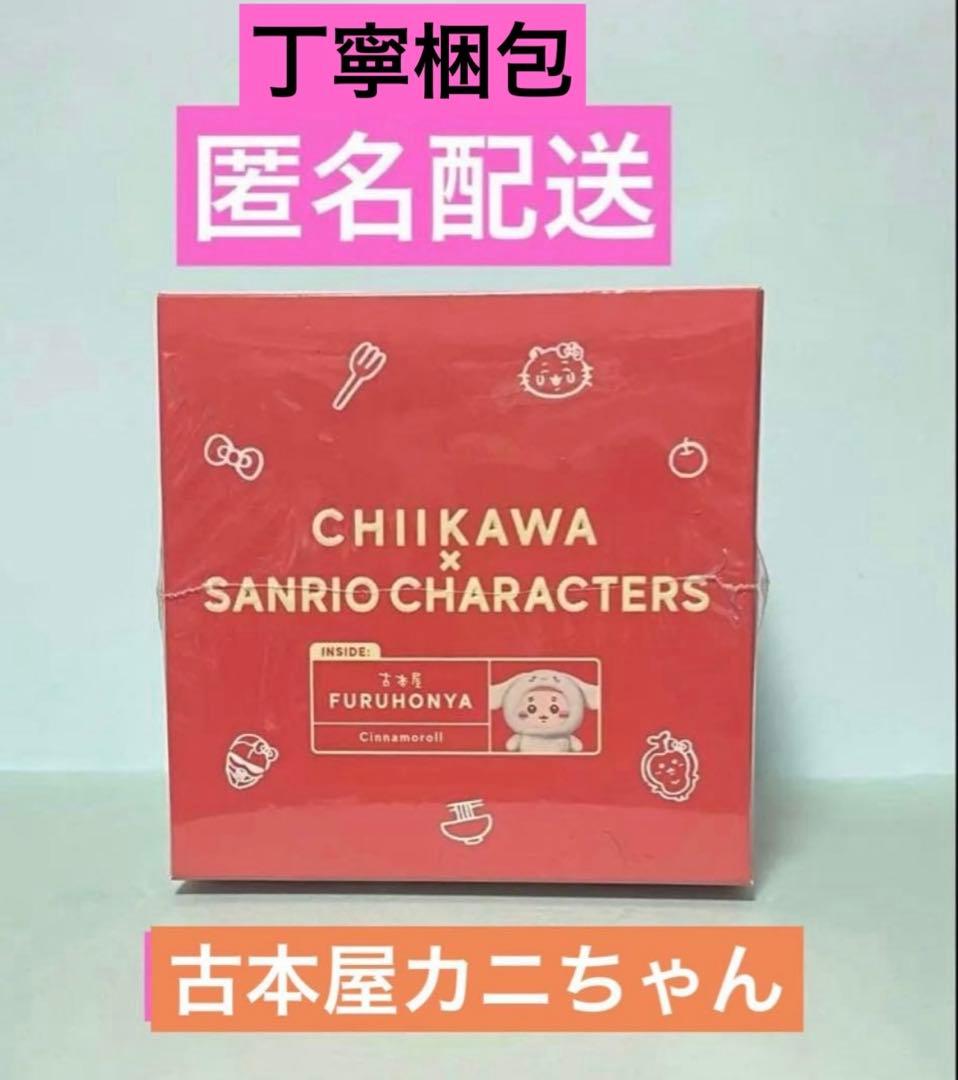 丁寧梱包
匿名配送
CHIIKAWA
×
SANRIO CHARACTERS
INSIDE:
古本屋
FURUHONYA
Cinnamoroll
古本屋カニちゃん